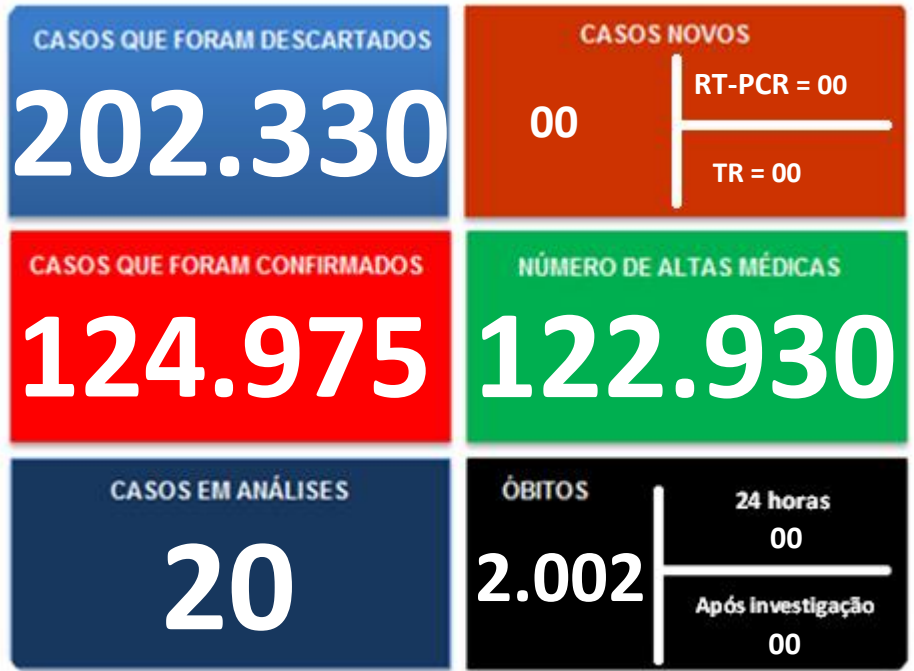 CASOS QUE FORAM DESCARTADOS
202.330
CASOS NOVOS
00
RT-PCR = 00
TR = 00
CASOS QUE FORAM CONFIRMADOS
124.975
NÚMERO DE ALTAS MÉDICAS
122.930
CASOS EM ANÁLISES
20
ÓBITOS
2.002
24 horas
00
Após investigação
00